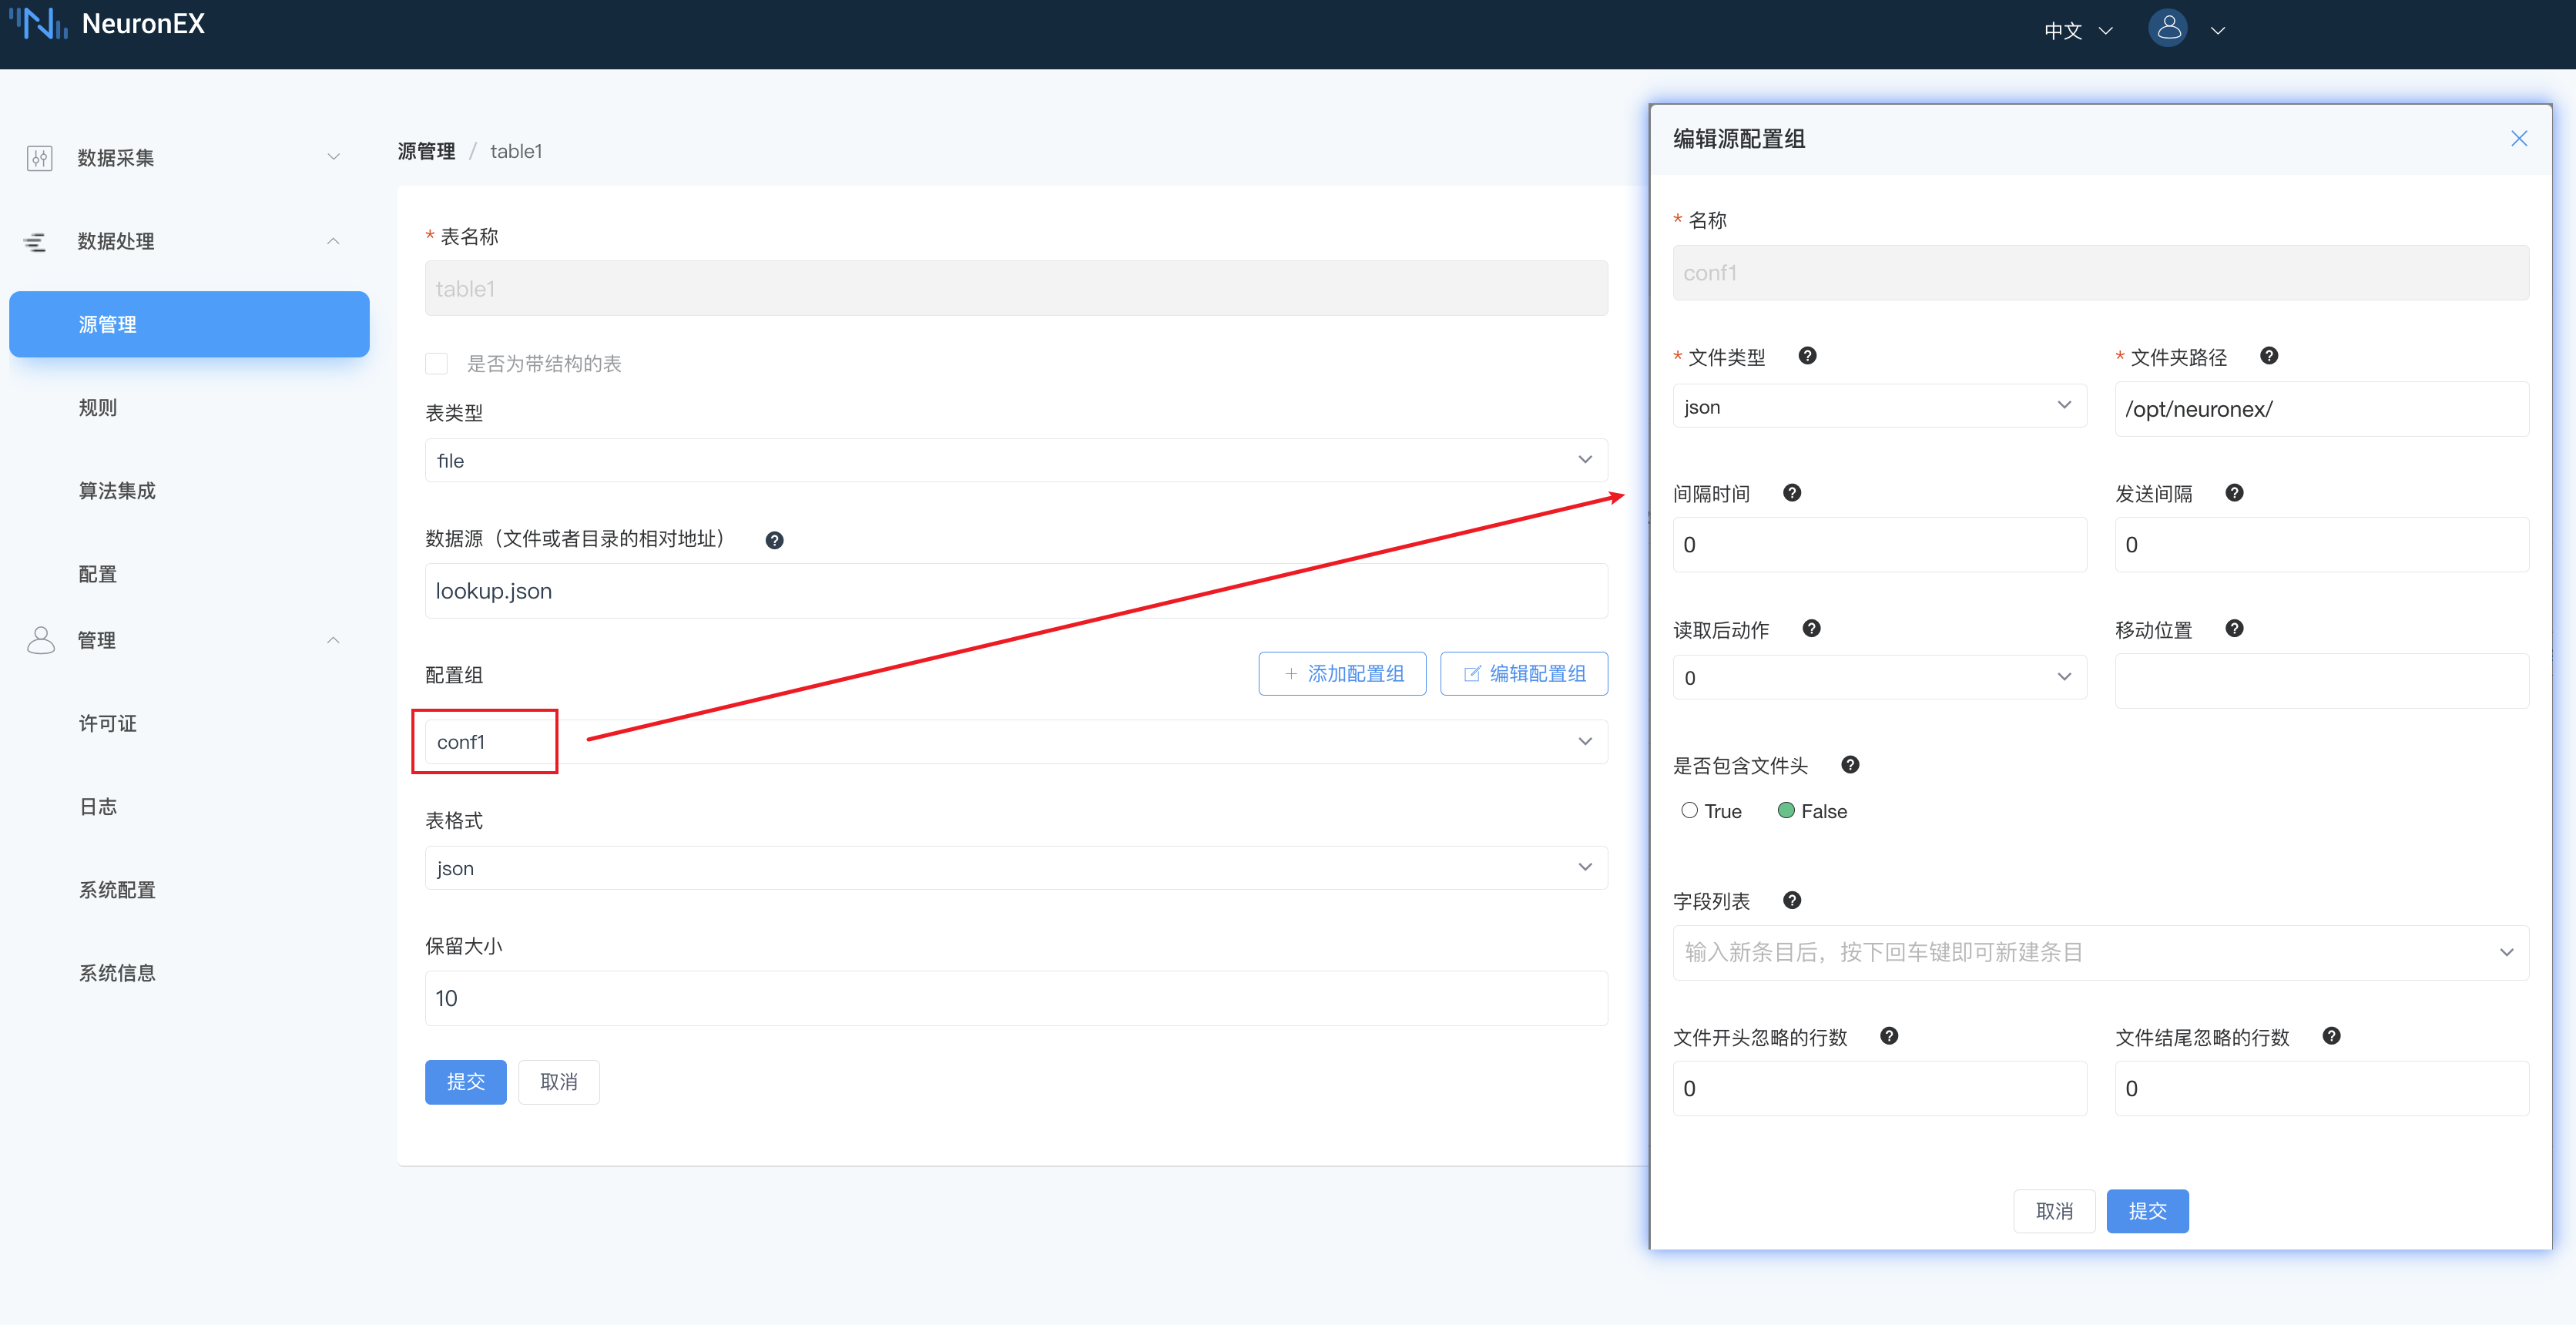 NeuronEX
中文
数据采集
数据处理
源管理
规则
算法集成
配置
管理
许可证
日志
系统配置
系统信息
源管理 / table1
* 表名称
table1
是否为带结构的表
表类型
file
数据源（文件或者目录的相对地址）
lookup.json
配置组
添加配置组
编辑配置组
conf1
表格式
json
保留大小
10
提交 取消
编辑源配置组
* 名称
conf1
* 文件类型 * 文件夹路径
json /opt/neuronex/
间隔时间 发送间隔
0 0
读取后动作 移动位置
0
是否包含文件头
True False
字段列表
输入新条目后，按下回车键即可新建条目
文件开头忽略的行数 文件结尾忽略的行数
0 0
取消 提交